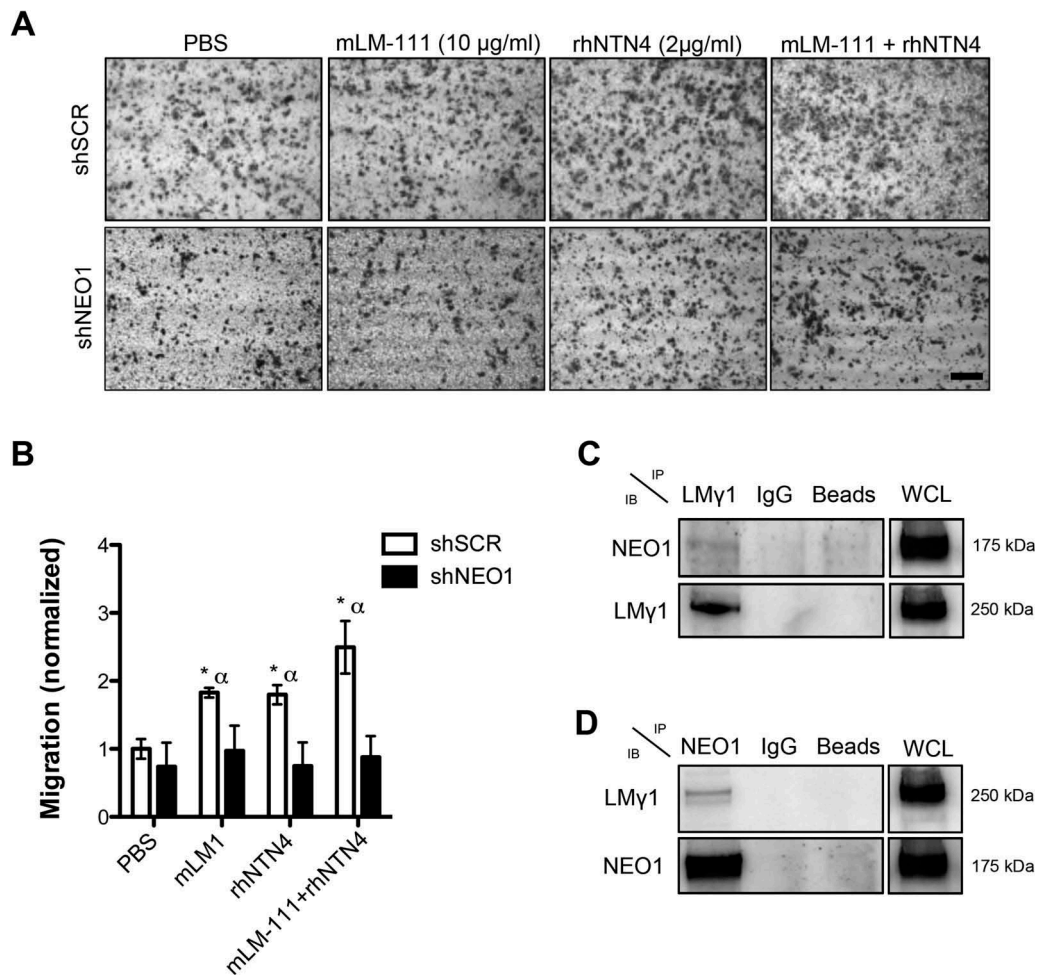 A
PBS
mLM-111 (10 µg/ml)
rhNTN4 (2µg/ml)
mLM-111 + rhNTN4
shSCR
shNEO1
B
Migration (normalized)
4
3
2
1
0
shSCR
shNEO1
* α
* α
* α
PBS
mLM1
rhNTN4
mLM-111+rhNTN4
C
IP
IB
LMγ1
IgG
Beads
WCL
NEO1
175 kDa
LMγ1
250 kDa
D
IP
IB
NEO1
IgG
Beads
WCL
LMγ1
250 kDa
NEO1
175 kDa